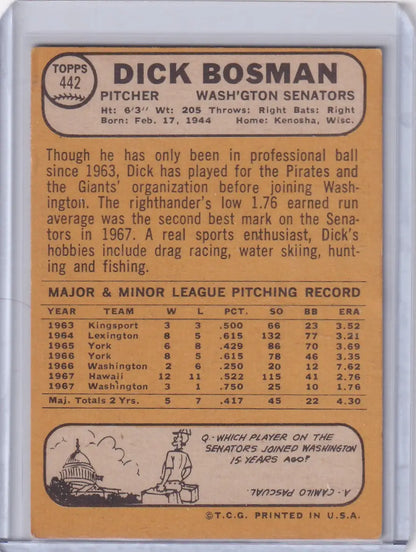 TOPPS
442
DICK BOSMAN
PITCHER WASH'GTON SENATORS
Ht: 6'3" Wt: 205 Throws: Right Bats: Right
Born: Feb. 17, 1944 Home: Kenosha, Wisc.
Though he has only been in professional ball
since 1963, Dick has played for the Pirates and
the Giants' organization before joining Wash-
ington. The righthander's low 1.76 earned run
average was the second best mark on the Sena-
tors in 1967. A real sports enthusiast, Dick's
hobbies include drag racing, water skiing, hunt-
ing and fishing.
MAJOR & MINOR LEAGUE PITCHING RECORD
YEAR TEAM W L PCT. SO BB ERA
1963 Kingsport 3 3 .500 66 23 3.52
1964 Lexington 8 5 .615 132 77 3.21
1965 York 6 8 .429 86 70 3.69
1966 York 8 5 .615 78 46 3.35
1966 Washington 2 6 .250 20 12 7.62
1967 Hawaii 12 11 .522 115 41 2.76
1967 Washington 3 1 .750 25 10 1.76
Maj. Totals 2 Yrs. 5 7 .417 45 22 4.30
Q.-WHICH PLAYER ON THE
SENATORS JOINED WASHINGTON
15 YEARS AGO?
A.-CAMILO PASCUAL.
©T.C.G. PRINTED IN U.S.A.